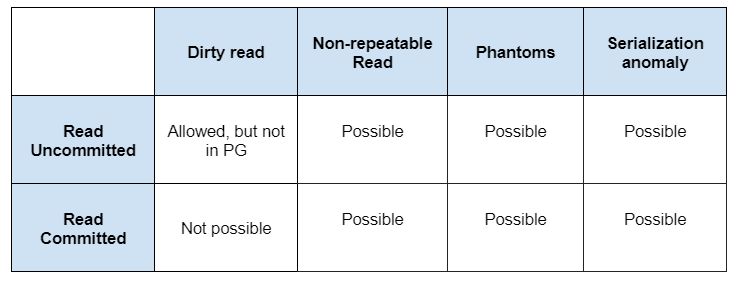 Dirty read
Non-repeatable
Read
Phantoms
Serialization
anomaly
Read
Uncommitted
Allowed, but not
in PG
Possible
Possible
Possible
Read
Committed
Not possible
Possible
Possible
Possible